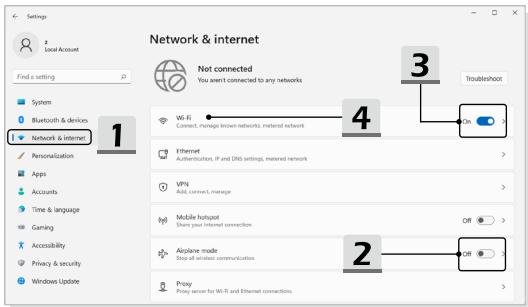 Settings
z
Local Account
Find a setting
System
Bluetooth & devices
Network & internet
1
Personalization
Apps
Accounts
Time & language
Gaming
Accessibility
Privacy & security
Windows Update
Network & internet
Not connected
You aren't connected to any networks
Troubleshoot
3
Wi-Fi
Connect, manage known networks, metered network
4
On
Ethernet
Authentication, IP and DNS settings, metered network
VPN
Add, connect, manage
Mobile hotspot
Share your internet connection
Off
Airplane mode
Stop all wireless communication
2
Off
Proxy
Proxy server for Wi-Fi and Ethernet connections